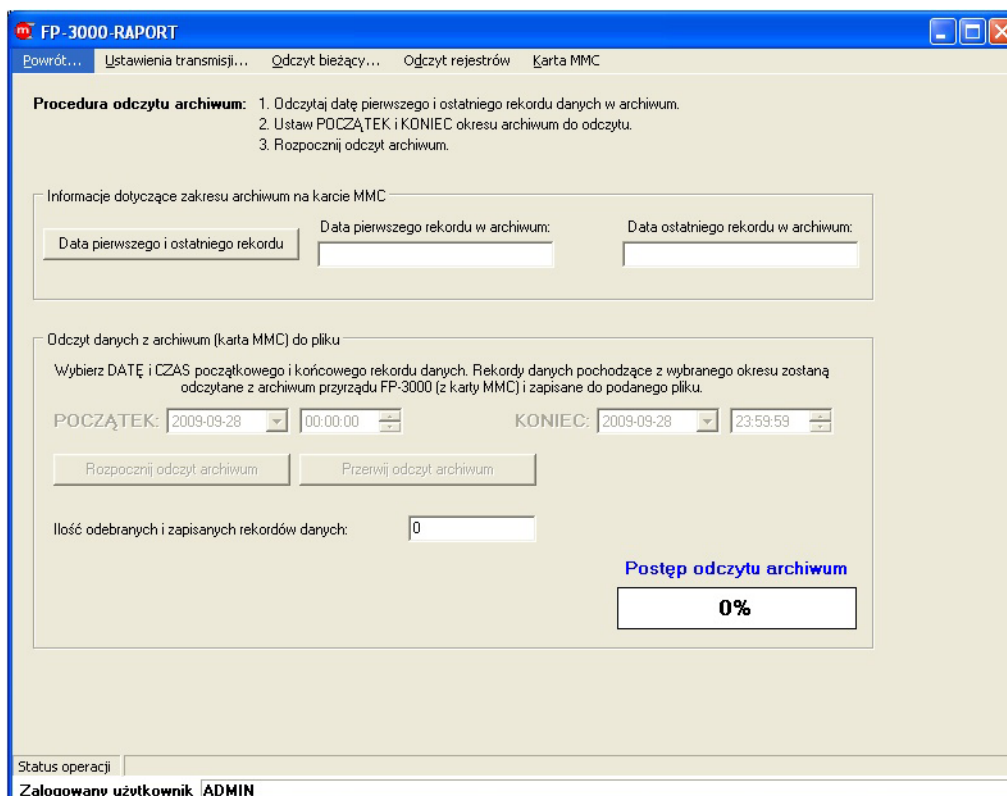 FP-3000-RAPORT
Powrót... Ustawienia transmisji... Odczyt bieżący... Odczyt rejestrów Karta MMC
Procedura odczytu archiwum: 1. Odczytaj datę pierwszego i ostatniego rekordu danych w archiwum.
2. Ustaw POCZĄTEK i KONIEC okresu archiwum do odczytu.
3. Rozpocznij odczyt archiwum.
Informacje dotyczące zakresu archiwum na karcie MMC
Data pierwszego i ostatniego rekordu
Data pierwszego rekordu w archiwum:
Data ostatniego rekordu w archiwum:
Odczyt danych z archiwum (karta MMC) do pliku
Wybierz DATĘ i CZAS początkowego i końcowego rekordu danych. Rekordy danych pochodzące z wybranego okresu zostaną
odczytane z archiwum przyrządu FP-3000 (z karty MMC) i zapisane do podanego pliku.
POCZĄTEK: 2009-09-28 00:00:00 KONIEC: 2009-09-28 23:59:59
Rozpocznij odczyt archiwum Przerwij odczyt archiwum
Ilość odebranych i zapisanych rekordów danych: 0
Postęp odczytu archiwum
0%
Status operacji
Zalogowany użytkownik ADMIN